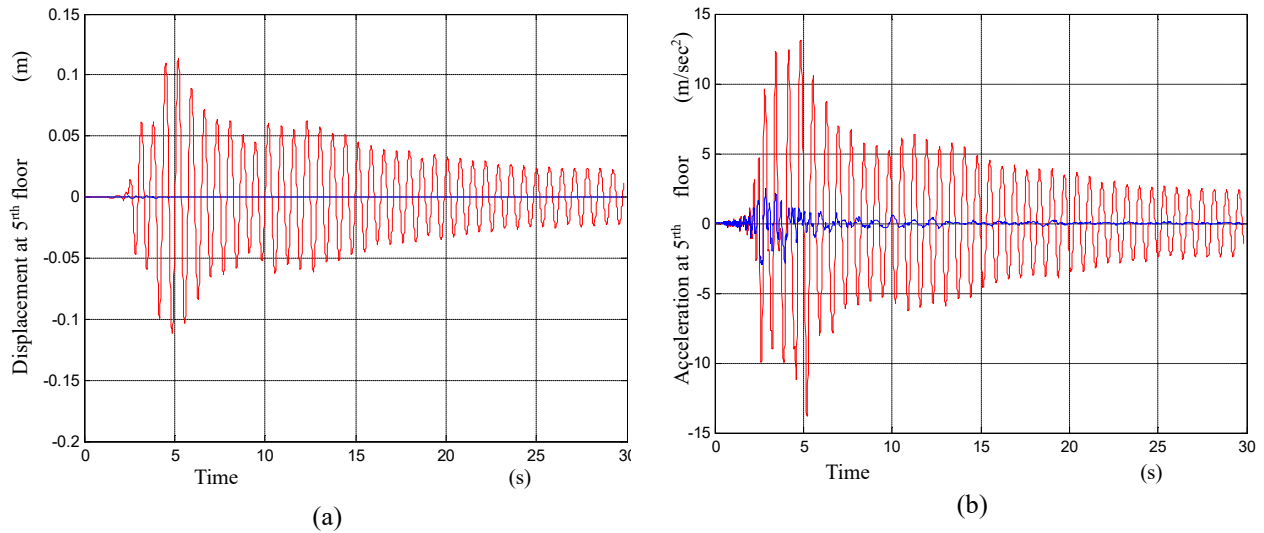 0.15
0.1
0.05
0
-0.05
-0.1
-0.15
-0.2
0 5 10 15 20 25 30
Displacement at 5rth floor (m)
Time (s)
(a)
15
10
5
0
-5
-10
-15
0 5 10 15 20 25 30
Acceleration at 5rth floor (m/sec2)
Time (s)
(b)